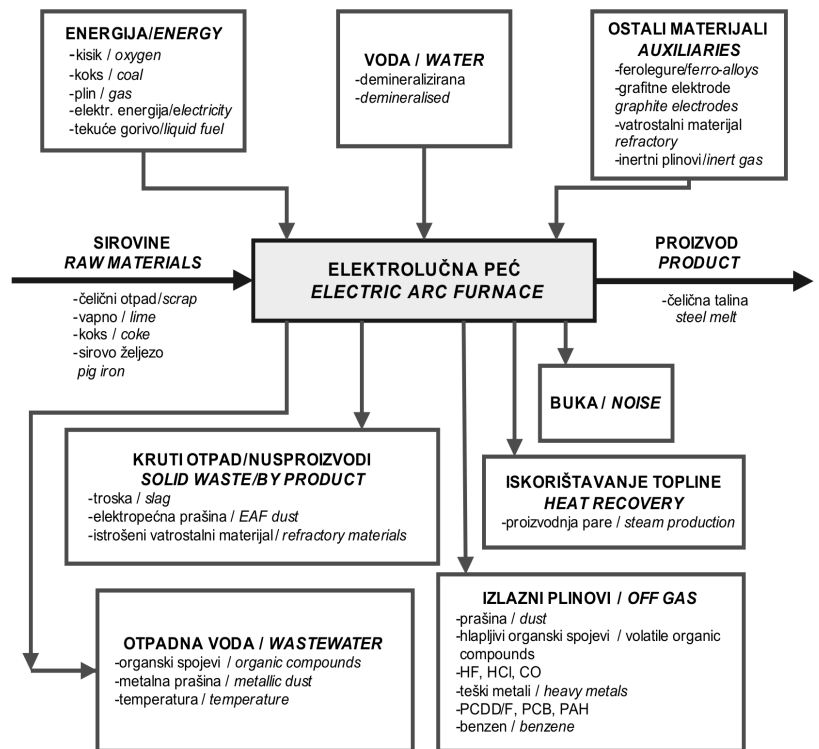 ENERGIJA/ENERGY
-kisik / oxygen
-koks / coal
-plin / gas
-elektr. energija/electricity
-tekuće gorivo/liquid fuel
VODA / WATER
-demineralizirana
-demineralised
OSTALI MATERIJALI
AUXILIARIES
-ferolegure/ferro-alloys
-grafitne elektrode
graphite electrodes
-vatrostalni materijal
refractory
-inertni plinovi/inert gas
SIROVINE
RAW MATERIALS
-čelični otpad/scrap
-vapno / lime
-koks / coke
-sirovo željezo
pig iron
ELEKTROLUČNA PEĆ
ELECTRIC ARC FURNACE
PROIZVOD
PRODUCT
-čelična talina
steel melt
BUKA / NOISE
KRUTI OTPAD/NUSPROIZVODI
SOLID WASTE/BY PRODUCT
-troska / slag
-elektropećna prašina / EAF dust
-istrošeni vatrostalni materijal/ refractory materials
ISKORIŠTAVANJE TOPLINE
HEAT RECOVERY
-proizvodnja pare / steam production
OTPADNA VODA / WASTEWATER
-organski spojevi / organic compounds
-metalna prašina / metallic dust
-temperatura / temperature
IZLAZNI PLINOVI / OFF GAS
-prašina / dust
-hlapljivi organski spojevi / volatile organic
compounds
-HF, HCl, CO
-teški metali / heavy metals
-PCDD/F, PCB, PAH
-benzen / benzene